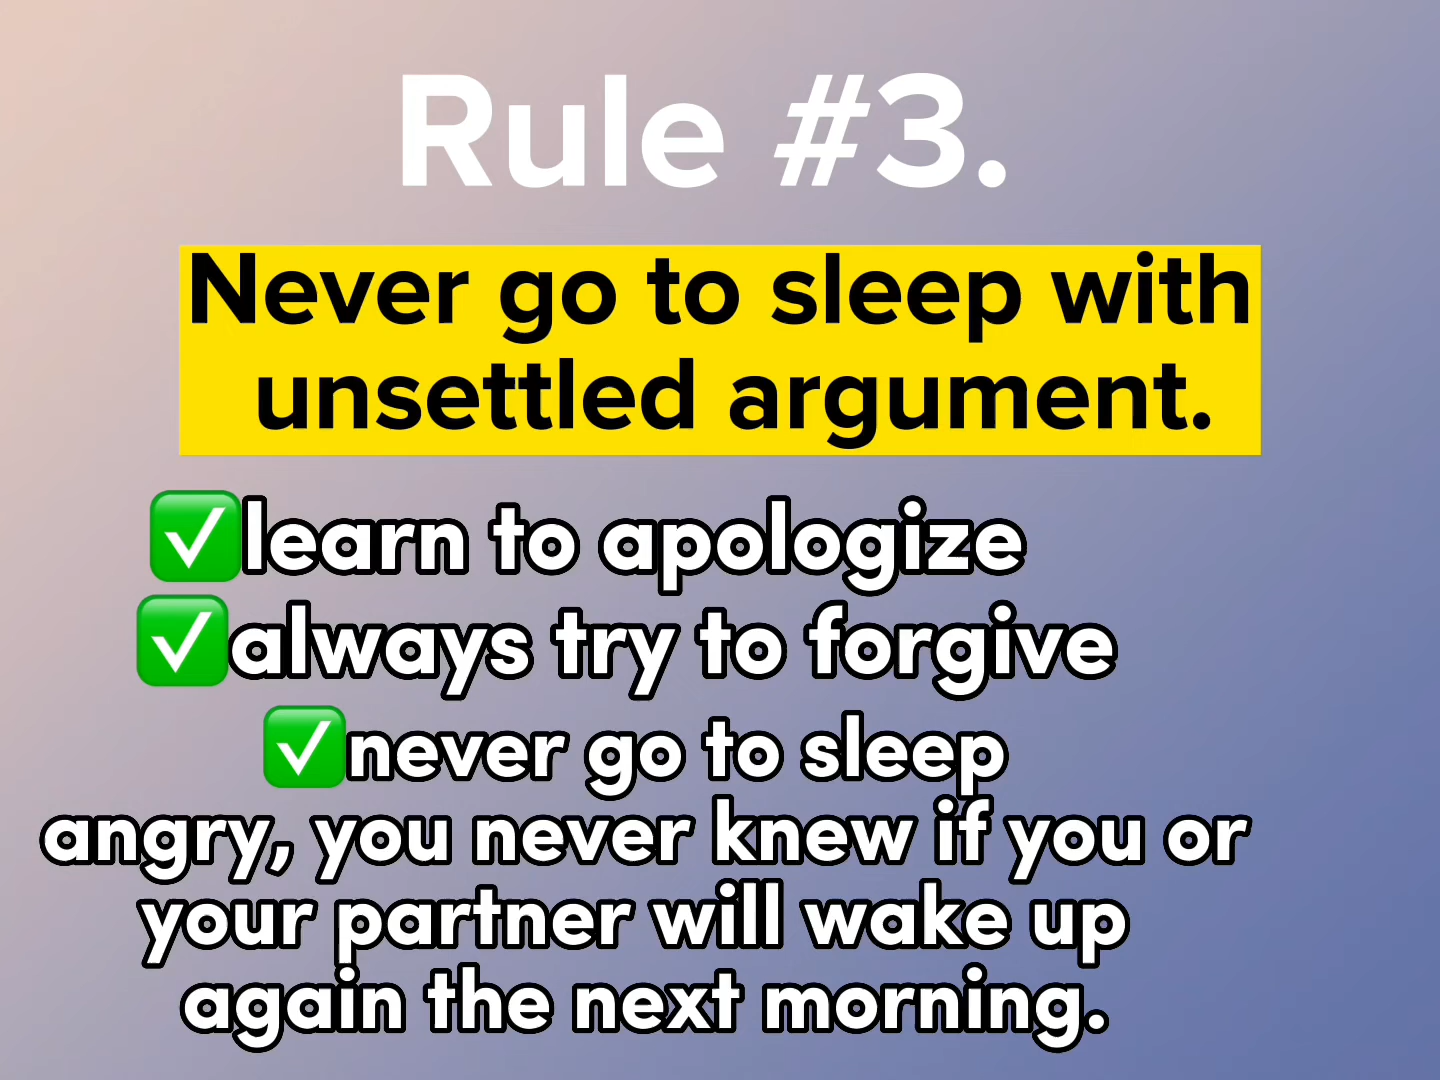 Rule #3.
Never go to sleep with
unsettled argument.
✅learn to apologize
✅always try to forgive
✅never go to sleep
angry, you never knew if you or
your partner will wake up
again the next morning.